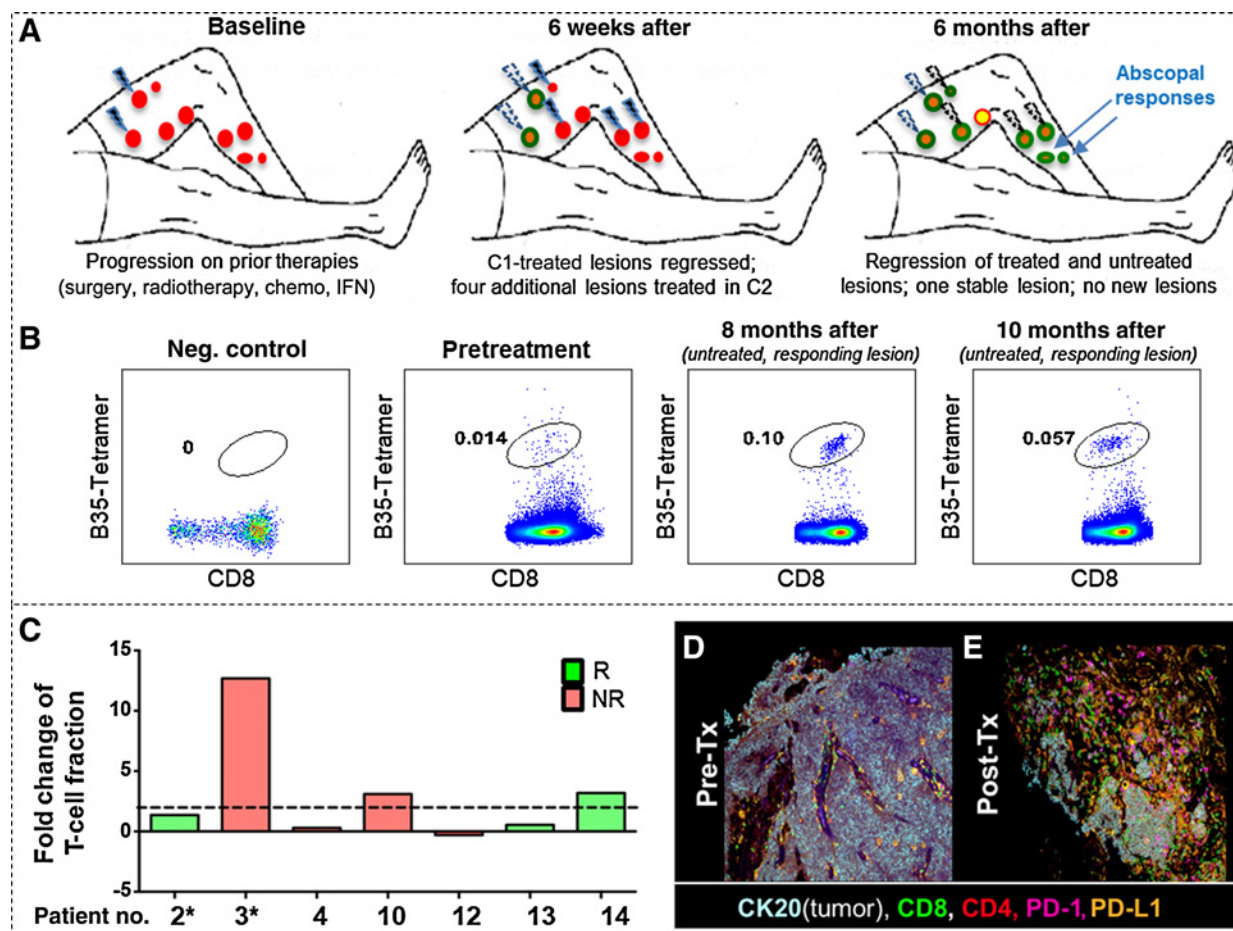 A
Baseline
6 weeks after
6 months after
Abscopal
responses
Progression on prior therapies
(surgery, radiotherapy, chemo, IFN)
C1-treated lesions regressed;
four additional lesions treated in C2
Regression of treated and untreated
lesions; one stable lesion; no new lesions
B
Neg. control
Pretreatment
8 months after
(untreated, responding lesion)
10 months after
(untreated, responding lesion)
B35-Tetramer
0
CD8
B35-Tetramer
0.014
CD8
B35-Tetramer
0.10
CD8
B35-Tetramer
0.057
CD8
C
Fold change of
T-cell fraction
15
10
5
0
-5
R
NR
Patient no. 2* 3* 4 10 12 13 14
D
Pre-Tx
E
Post-Tx
CK20(tumor), CD8, CD4, PD-1, PD-L1